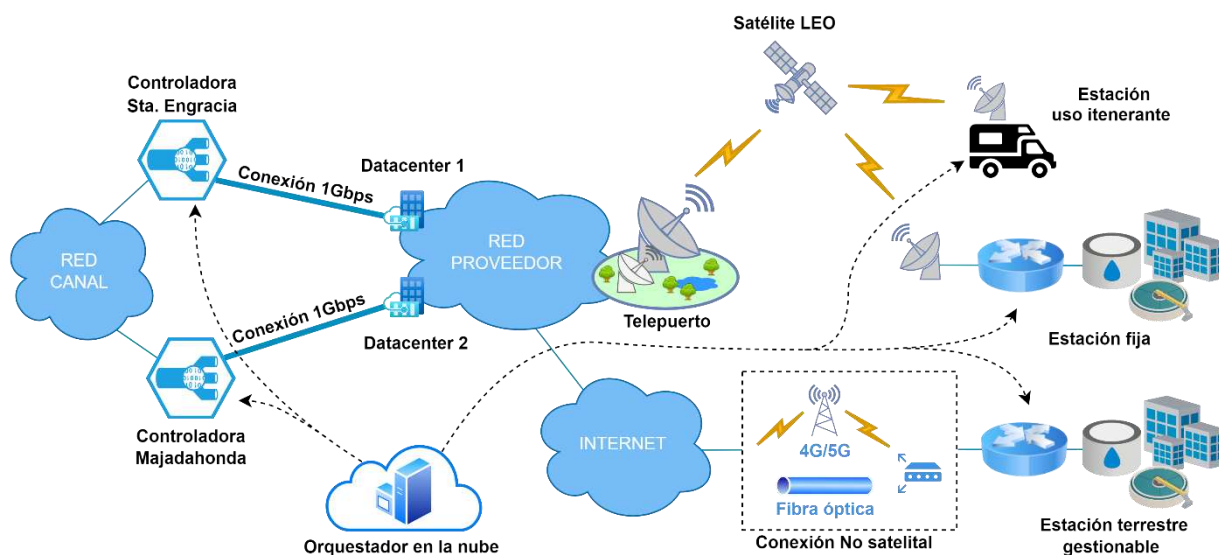 Satélite LEO
Controladora
Sta. Engracia
Estación
uso itenerante
Conexión 1Gbps
Datacenter 1
RED
CANAL
RED
PROVEEDOR
Conexión 1Gbps
Datacenter 2
Telepuerto
Estación fija
Controladora
Majadahonda
INTERNET
4G/5G
Fibra óptica
Conexión No satelital
Orquestador en la nube
Estación terrestre
gestionable